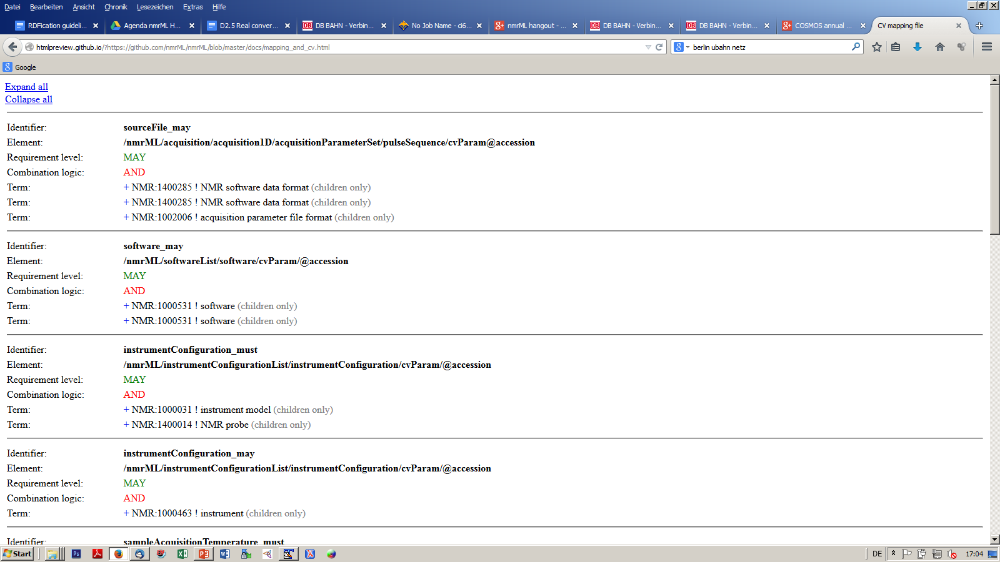 Datei Bearbeiten Ansicht Chronik Lesezeichen Extras Hilfe
RDFication guideli... Agenda nmrML H... D2.5 Real conver... DB BAHN - Verbin... No Job Name - ci6... nmrML hangout - ... DB BAHN - Verbin... DB BAHN - Verbin... COSMOS annual ... CV mapping file
htmlpreview.github.io/?https://github.com/nmrML/nmrML/blob/master/docs/mapping_and_cv.html berlin ubahn netz
Google
Expand all
Collapse all
Identifier: sourceFile_may
Element: /nmrML/acquisition/acquisition1D/acquisitionParameterSet/pulseSequence/cvParam@accession
Requirement level: MAY
Combination logic: AND
Term: + NMR:1400285 ! NMR software data format (children only)
Term: + NMR:1400285 ! NMR software data format (children only)
Term: + NMR:1002006 ! acquisition parameter file format (children only)
Identifier: software_may
Element: /nmrML/softwareList/software/cvParam/@accession
Requirement level: MAY
Combination logic: AND
Term: + NMR:1000531 ! software (children only)
Term: + NMR:1000531 ! software (children only)
Identifier: instrumentConfiguration_must
Element: /nmrML/instrumentConfigurationList/instrumentConfiguration/cvParam/@accession
Requirement level: MAY
Combination logic: AND
Term: + NMR:1000031 ! instrument model (children only)
Term: + NMR:1400014 ! NMR probe (children only)
Identifier: instrumentConfiguration_may
Element: /nmrML/instrumentConfigurationList/instrumentConfiguration/cvParam/@accession
Requirement level: MAY
Combination logic: AND
Term: + NMR:1000463 ! instrument (children only)
Identifier: sampleAcquisitionTemperature_must
Start DE 17:04